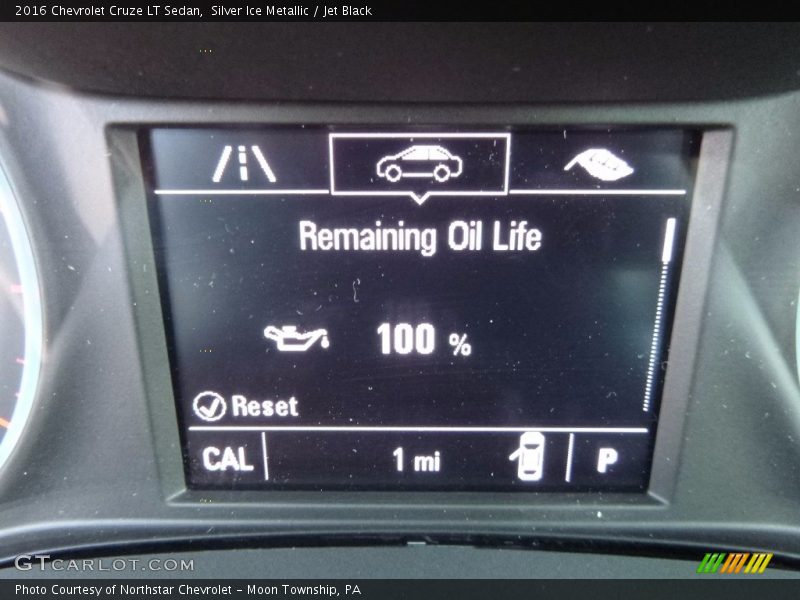 2016 Chevrolet Cruze LT Sedan,  Silver Ice Metallic / Jet Black
Remaining Oil Life
100 %
Reset
CAL 1 mi P
GTCARLOT.COM
Photo Courtesy of Northstar Chevrolet - Moon Township, PA